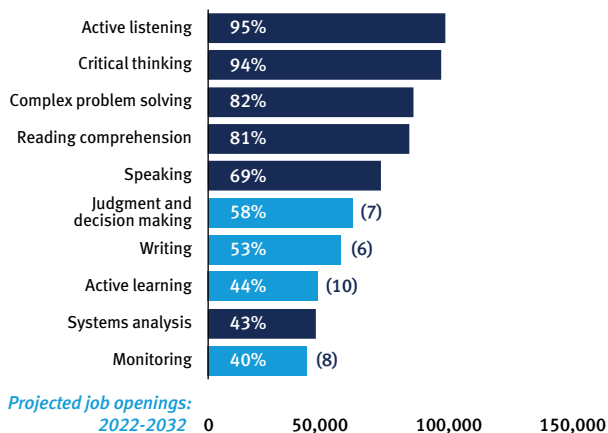 Active listening 95%
Critical thinking 94%
Complex problem solving 82%
Reading comprehension 81%
Speaking 69%
Judgment and
decision making 58% (7)
Writing 53% (6)
Active learning 44% (10)
Systems analysis 43%
Monitoring 40% (8)
Projected job openings:
2022-2032 0 50,000 100,000 150,000